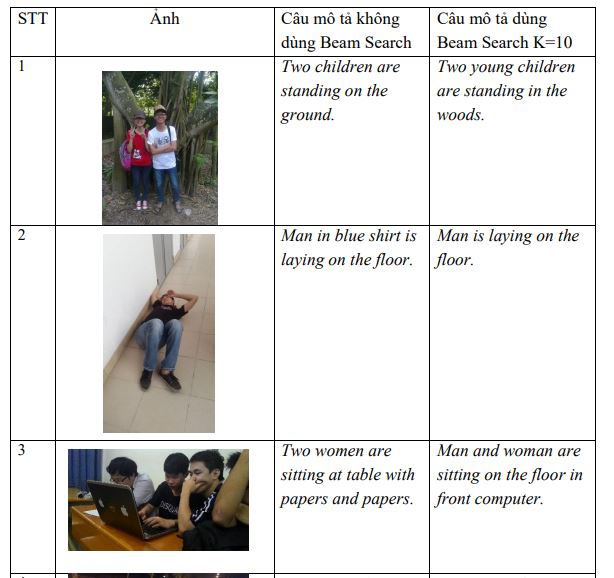 STT
Ảnh
Câu mô tả không
dùng Beam Search
Câu mô tả dùng
Beam Search K=10
1
Two children are
standing on the
ground.
Two young children
are standing in the
woods.
2
Man in blue shirt is
laying on the floor.
Man is laying on the
floor.
3
Two women are
sitting at table with
papers and papers.
Man and woman are
sitting on the floor in
front computer.